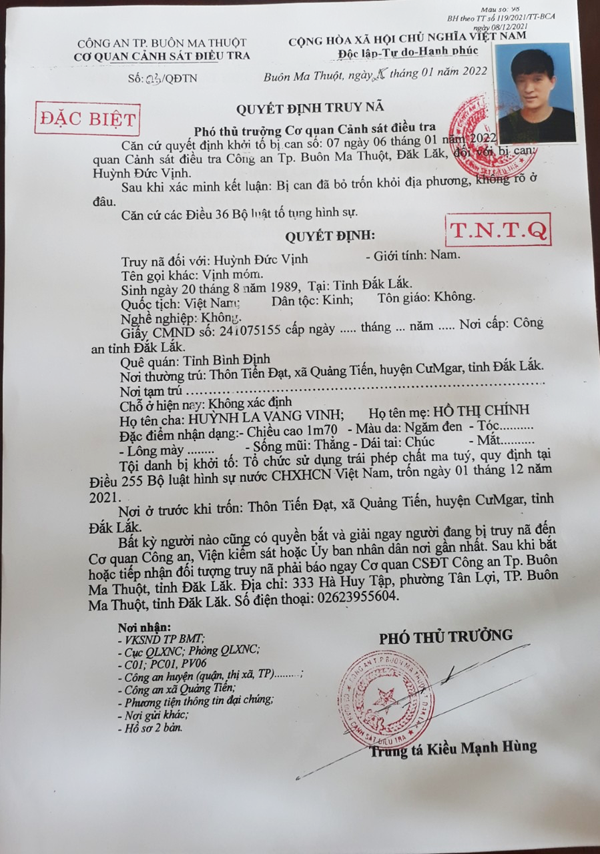 Mẫu số: 96
BH theo TT số 119/2021/TT-BCA
ngày 08/12/2021
CÔNG AN TP. BUÔN MA THUỘT
CƠ QUAN CẢNH SÁT ĐIỀU TRA
CỘNG HÒA XÃ HỘI CHỦ NGHĨA VIỆT NAM
Độc lập-Tự do-Hạnh phúc
Số: /QĐTN
Buôn Ma Thuột, ngày tháng 01 năm 2022
ĐẶC BIỆT
QUYẾT ĐỊNH TRUY NÃ
Phó thủ trưởng Cơ quan Cảnh sát điều tra
Căn cứ quyết định khởi tố bị can số: 07 ngày 06 tháng 01 năm 2022
quan Cảnh sát điều tra Công an Tp. Buôn Ma Thuột, Đăk Lăk, đối với bị can:
Huỳnh Đức Vịnh.
Sau khi xác minh kết luận: Bị can đã bỏ trốn khỏi địa phương, không rõ ở
đâu.
Căn cứ các Điều 36 Bộ luật tố tụng hình sự.
QUYẾT ĐỊNH:
T.N.T.Q
Truy nã đối với: Huỳnh Đức Vịnh - Giới tính: Nam.
Tên gọi khác: Vịnh móm.
Sinh ngày 20 tháng 8 năm 1989, Tại: Tỉnh Đắk Lắk.
Quốc tịch: Việt Nam; Dân tộc: Kinh; Tôn giáo: Không.
Nghề nghiệp: Không.
Giấy CMND số: 241075155 cấp ngày ..... tháng ... năm ..... Nơi cấp: Công
an tỉnh Đắk Lắk.
Quê quán: Tỉnh Bình Định
Nơi thường trú: Thôn Tiến Đạt, xã Quảng Tiến, huyện CưMgar, tỉnh Đắk Lắk.
Nơi tạm trú ........................................................
Chỗ ở hiện nay: Không xác định
Họ tên cha: HUỲNH LA VANG VINH; Họ tên mẹ: HỒ THỊ CHÍNH
Đặc điểm nhận dạng:- Chiều cao 1m70 - Màu da: Ngăm đen - Tóc..........
- Lông mày ........ - Sống mũi: Thẳng - Dái tai: Chúc - Mắt..........
Tội danh bị khởi tố: Tổ chức sử dụng trái phép chất ma tuý, quy định tại
Điều 255 Bộ luật hình sự nước CHXHCN Việt Nam, trốn ngày 01 tháng 12 năm
2021.
Nơi ở trước khi trốn: Thôn Tiến Đạt, xã Quảng Tiến, huyện CưMgar, tỉnh
Đắk Lắk.
Bất kỳ người nào cũng có quyền bắt và giải ngay người đang bị truy nã đến
Cơ quan Công an, Viện kiểm sát hoặc Ủy ban nhân dân nơi gần nhất. Sau khi bắt
hoặc tiếp nhận đối tượng truy nã phải báo ngay Cơ quan CSĐT Công an Tp. Buôn
Ma Thuột, tỉnh Đăk Lăk. Địa chỉ: 333 Hà Huy Tập, phường Tân Lợi, TP. Buôn
Ma Thuột, tỉnh Đăk Lăk. Số điện thoại: 02623955604.
Nơi nhận:
- VKSND TP BMT;
- Cục QLXNC; Phòng QLXNC;
- C01; PC01, PV06
- Công an huyện (quận, thị xã, TP).......;
- Công an xã Quảng Tiến;
- Phương tiện thông tin đại chúng;
- Nơi gửi khác;
- Hồ sơ 2 bản.
PHÓ THỦ TRƯỞNG
Trung tá Kiều Mạnh Hùng